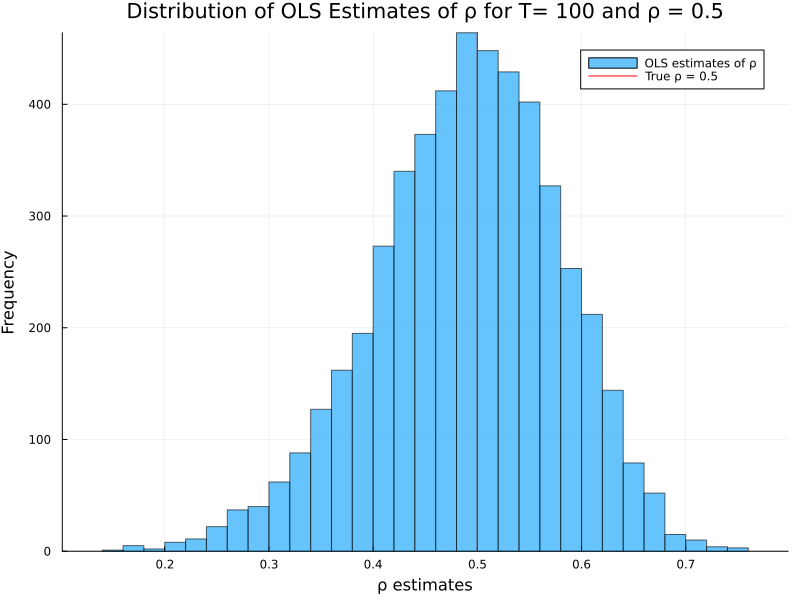 Distribution of OLS Estimates of ρ for T= 100 and ρ = 0.5
OLS estimates of ρ
True ρ = 0.5
Frequency
400
300
200
100
0
0.2
0.3
0.4
0.5
0.6
0.7
ρ estimates